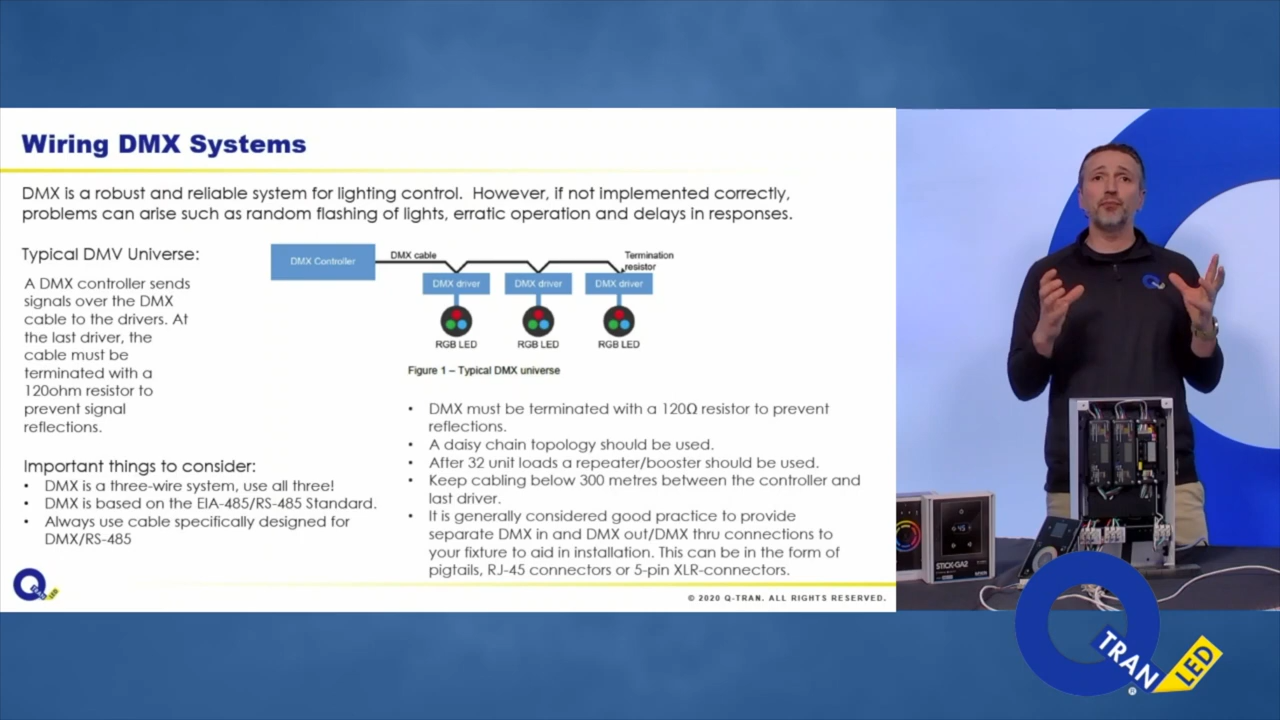 Wiring DMX Systems
DMX is a robust and reliable system for lighting control. However, if not implemented correctly,
problems can arise such as random flashing of lights, erratic operation and delays in responses.
Typical DMV Universe:
A DMX controller sends
signals over the DMX
cable to the drivers. At
the last driver, the
cable must be
terminated with a
120ohm resistor to
prevent signal
reflections.
DMX Controller
DMX cable
Termination
resistor
DMX driver
DMX driver
DMX driver
RGB LED
RGB LED
RGB LED
Figure 1 – Typical DMX universe
Important things to consider:
• DMX is a three-wire system, use all three!
• DMX is based on the EIA-485/RS-485 Standard.
• Always use cable specifically designed for
DMX/RS-485
• DMX must be terminated with a 120Ω resistor to prevent
reflections.
• A daisy chain topology should be used.
• After 32 unit loads a repeater/booster should be used.
• Keep cabling below 300 metres between the controller and
last driver.
• It is generally considered good practice to provide
separate DMX in and DMX out/DMX thru connections to
your fixture to aid in installation. This can be in the form of
pigtails, RJ-45 connectors or 5-pin XLR-connectors.
© 2020 Q-TRAN. ALL RIGHTS RESERVED.
STICK-GA2
Q TRAN LED
®